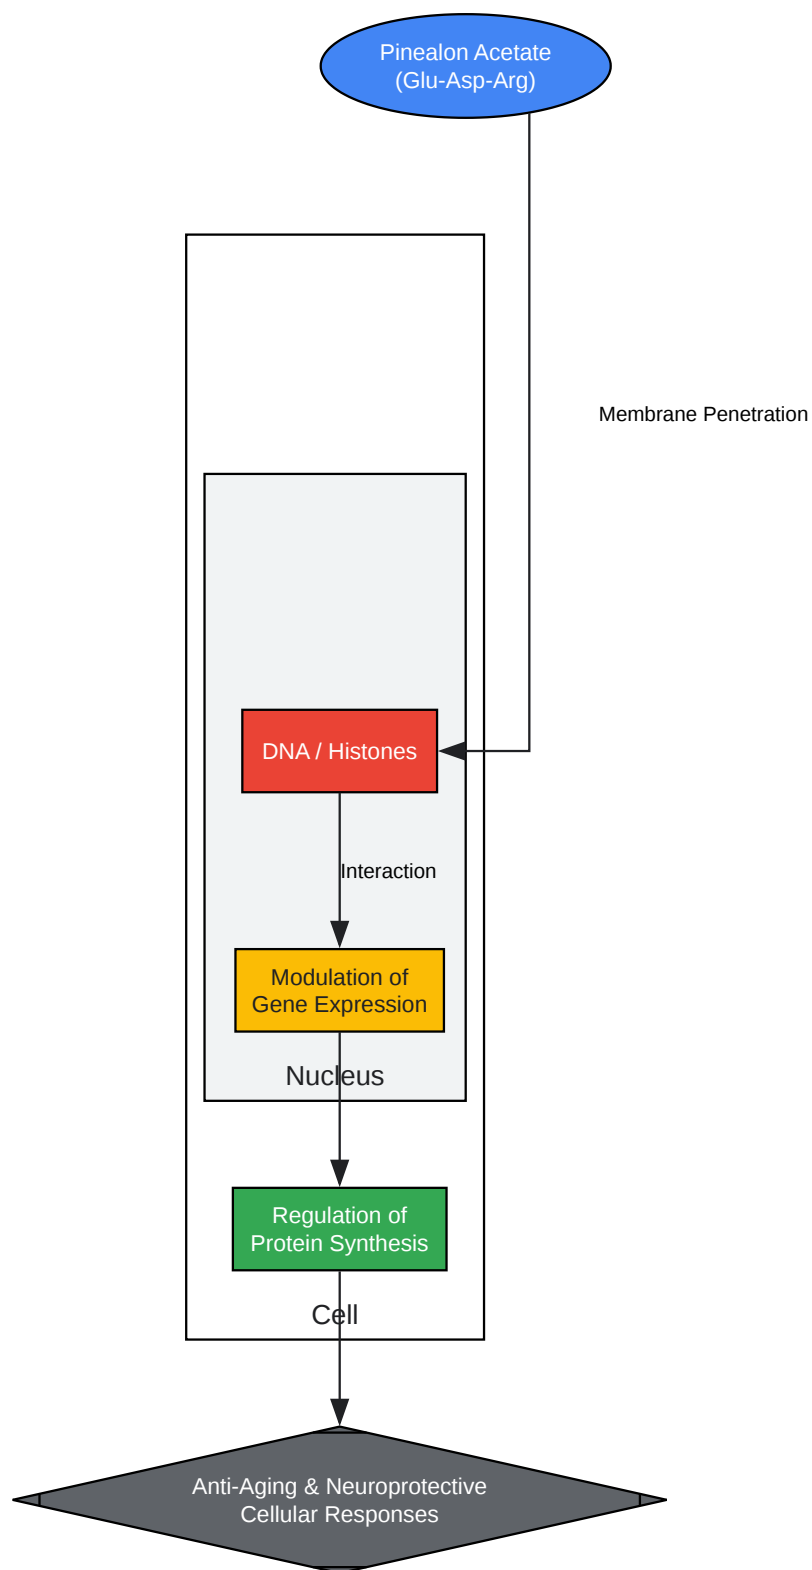 Pinealon Acetate
(Glu-Asp-Arg)
Membrane Penetration
DNA / Histones
Interaction
Modulation of
Gene Expression
Nucleus
Regulation of
Protein Synthesis
Cell
Anti-Aging & Neuroprotective
Cellular Responses